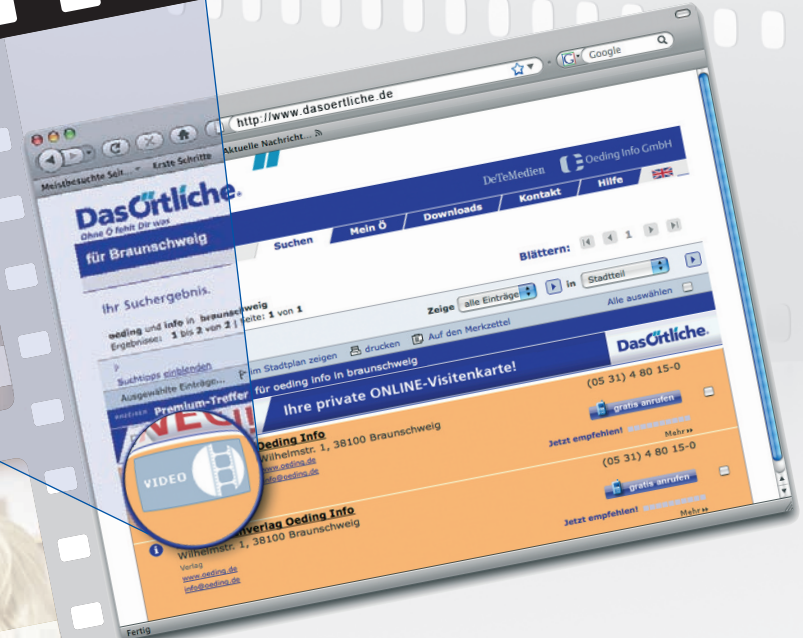 http://www.dasoertliche.de
Google
Meistbesuchte Seit... Erste Schritte Aktuelle Nachricht...
DasÖrtliche.
Ohne Ö fehlt Dir was
DeTeMedien Oeding Info GmbH
für Braunschweig
Suchen Mein Ö Downloads Kontakt Hilfe
Blättern: 1
Ihr Suchergebnis.
oeding und info in braunschweig
Ergebnisse: 1 bis 2 von 2 | Seite: 1 von 1
Zeige alle Einträge in Stadtteil
Suchtipps einblenden
Ausgewählte Einträge... im Stadtplan zeigen drucken Auf den Merkzettel Alle auswählen
ANZEIGEN Premium-Treffer für oeding info in braunschweig
NEU!
Ihre private ONLINE-Visitenkarte!
DasÖrtliche.
VIDEO
Oeding Info
Wilhelmstr. 1, 38100 Braunschweig
www.oeding.de
info@oeding.de
(05 31) 4 80 15-0
gratis anrufen
Jetzt empfehlen!
Mehr
nverlag Oeding Info
Wilhelmstr. 1, 38100 Braunschweig
Verlag
www.oeding.de
info@oeding.de
(05 31) 4 80 15-0
gratis anrufen
Jetzt empfehlen!
Mehr
Fertig